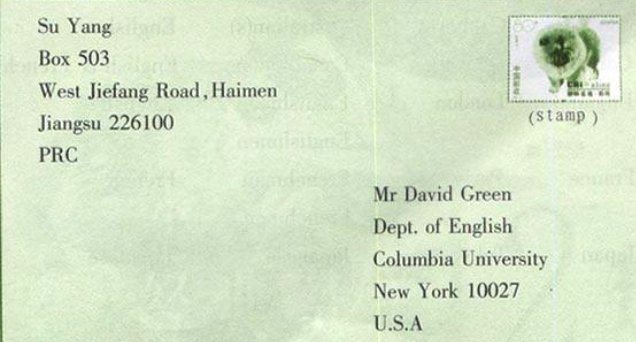 Su Yang
Box 503
West Jiefang Road, Haimen
Jiangsu 226100
PRC
(stamp)
Mr David Green
Dept. of English
Columbia University
New York 10027
U.S.A